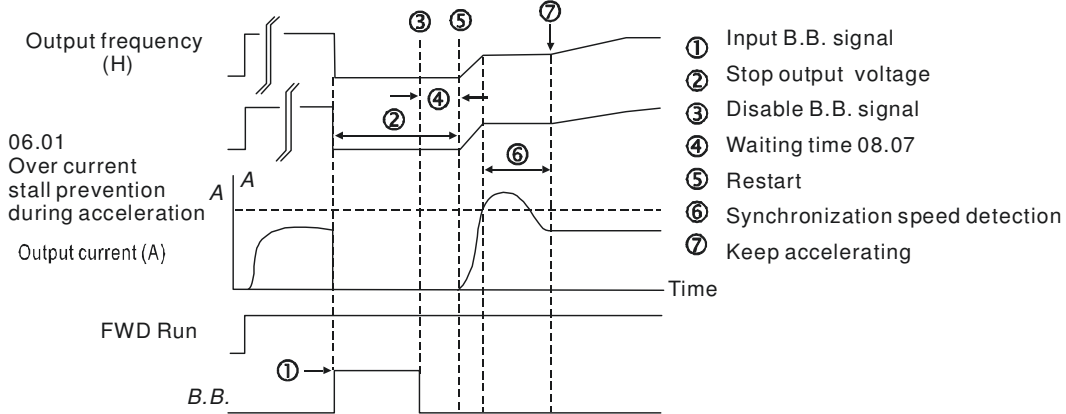 ③ ⑤ ⑦
Output frequency
(H)
④
②
06.01
Over current
stall prevention
during acceleration
A A
⑥
Output current (A)
Time
FWD Run
①
B.B.
① Input B.B. signal
② Stop output voltage
③ Disable B.B. signal
④ Waiting time 08.07
⑤ Restart
⑥ Synchronization speed detection
⑦ Keep accelerating